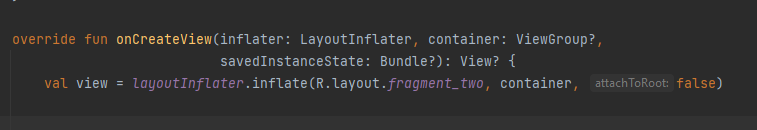 override fun onCreateView(inflater: LayoutInflater, container: ViewGroup?,
savedInstanceState: Bundle?): View? {
val view = layoutInflater.inflate(R.layout.fragment_two, container, attachToRoot: false)